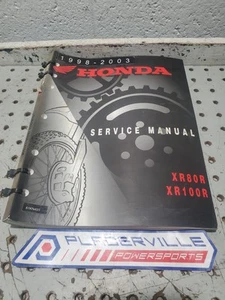 1998-2003
HONDA
SERVICE MANUAL
XR80R
XR100R
PLACERVILLE
POWERSPORTS